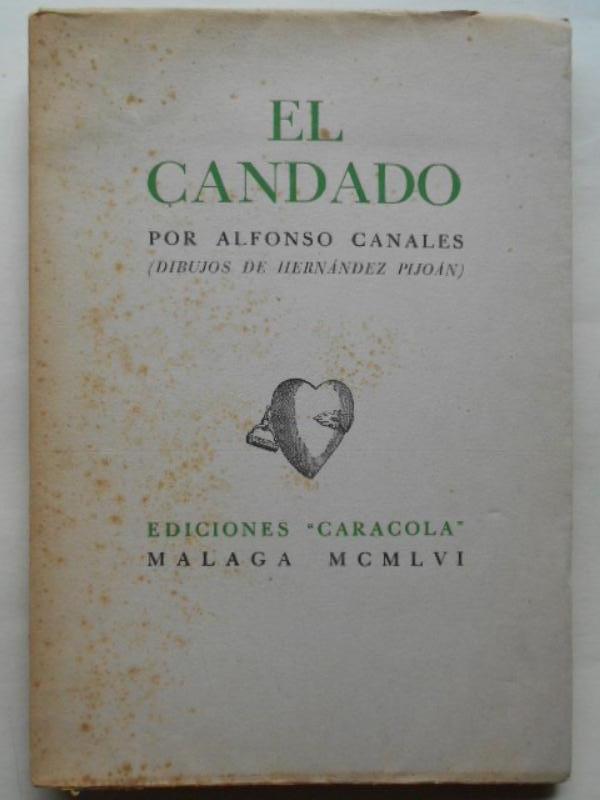 EL
CANDADO
POR ALFONSO CANALES
(DIBUJOS DE HERNÁNDEZ PIJOÁN)
EDICIONES "CARACOLA"
MALAGA MCMLVI